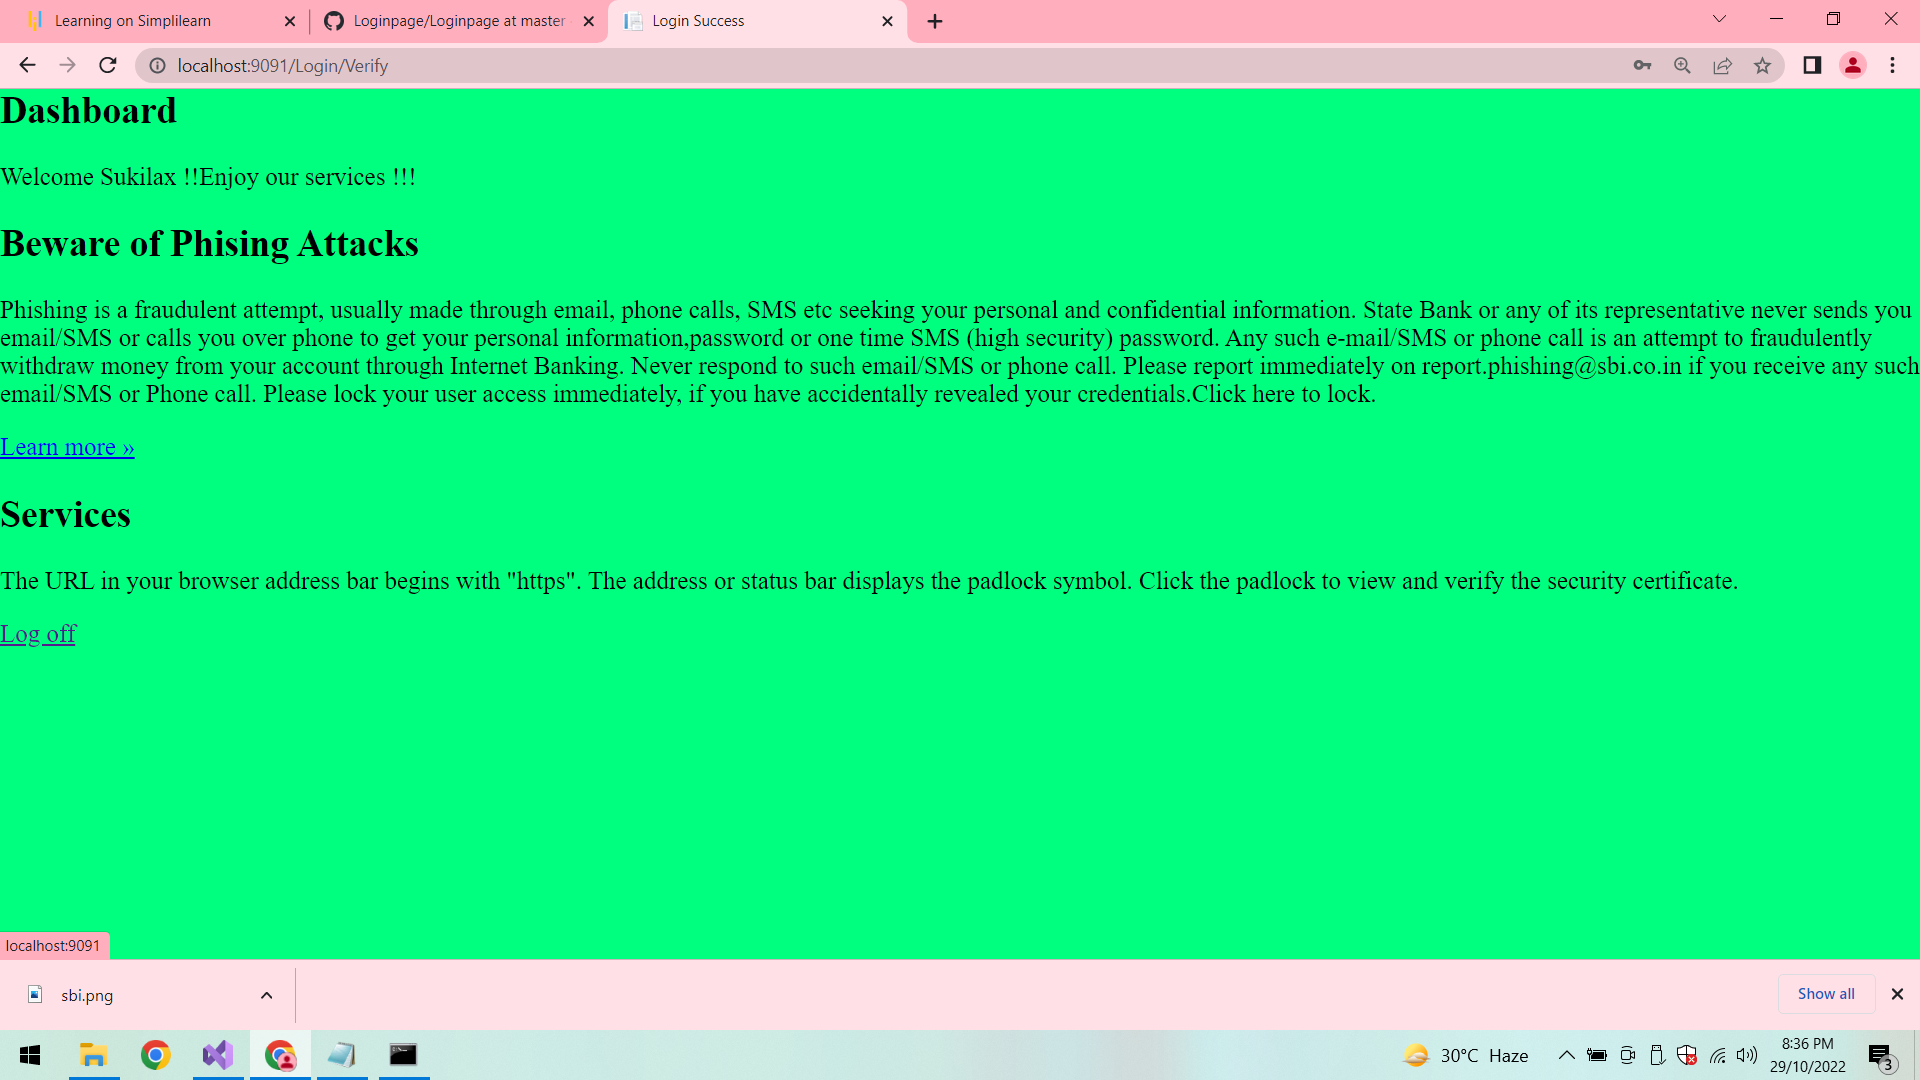 Learning on Simplilearn
Loginpage/Loginpage at master
Login Success
localhost:9091/Login/Verify
Dashboard
Welcome Sukilax !!Enjoy our services !!!
Beware of Phising Attacks
Phishing is a fraudulent attempt, usually made through email, phone calls, SMS etc seeking your personal and confidential information. State Bank or any of its representative never sends you
email/SMS or calls you over phone to get your personal information,password or one time SMS (high security) password. Any such e-mail/SMS or phone call is an attempt to fraudulently
withdraw money from your account through Internet Banking. Never respond to such email/SMS or phone call. Please report immediately on report.phishing@sbi.co.in if you receive any such
email/SMS or Phone call. Please lock your user access immediately, if you have accidentally revealed your credentials.Click here to lock.
Learn more »
Services
The URL in your browser address bar begins with "https". The address or status bar displays the padlock symbol. Click the padlock to view and verify the security certificate.
Log off
localhost:9091
sbi.png
Show all
30°C Haze
8:36 PM
29/10/2022
3